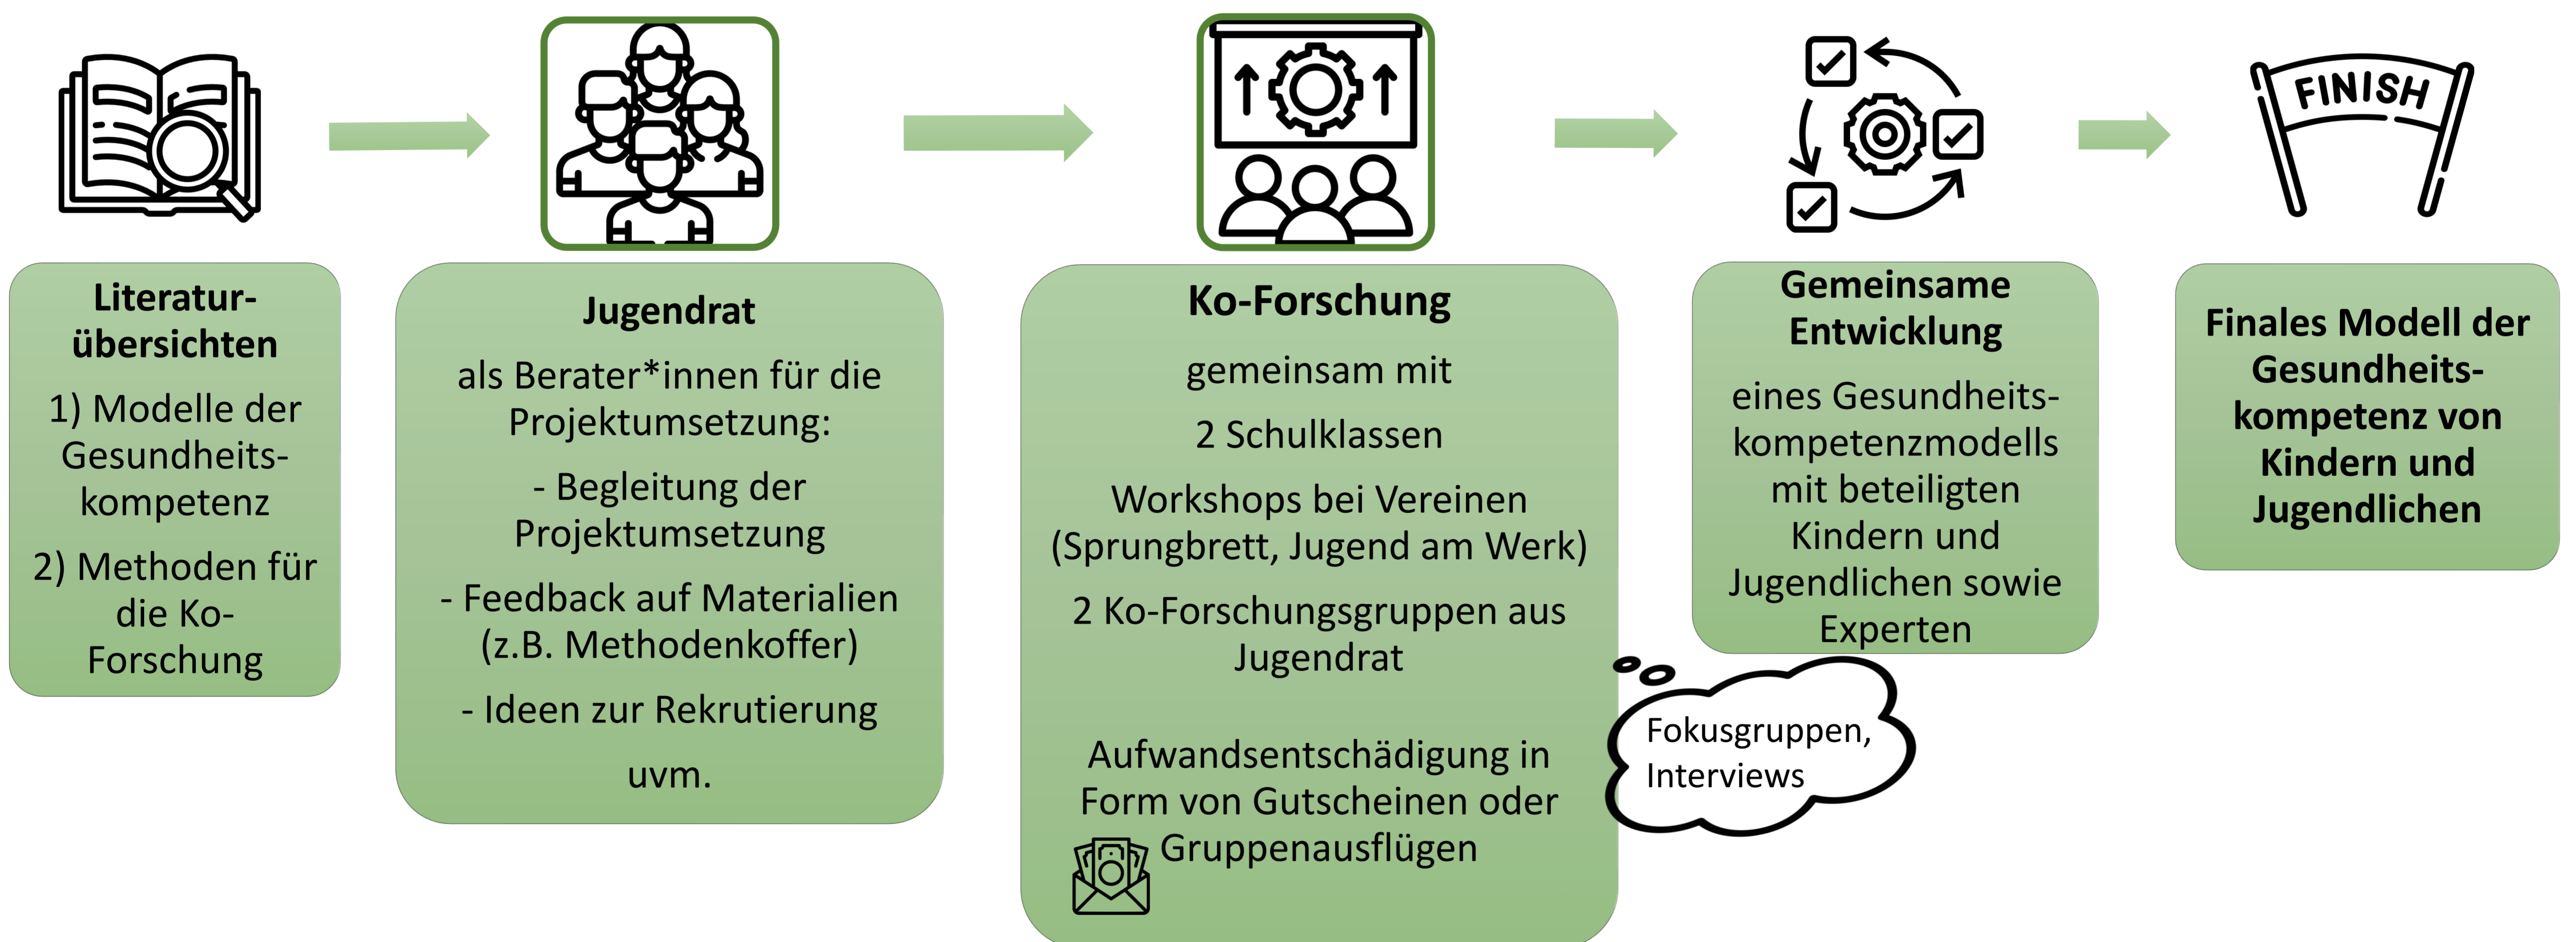 Literatur-
übersichten
1) Modelle der
Gesundheits-
kompetenz
2) Methoden für
die Ko-
Forschung
Jugendrat
als Berater*innen für die
Projektumsetzung:
- Begleitung der
Projektumsetzung
- Feedback auf Materialien
(z.B. Methodenkoffer)
- Ideen zur Rekrutierung
uvm.
Ko-Forschung
gemeinsam mit
2 Schulklassen
Workshops bei Vereinen
(Sprungbrett, Jugend am Werk)
2 Ko-Forschungsgruppen aus
Jugendrat
Aufwandsentschädigung in
Form von Gutscheinen oder
Gruppenausflügen
Gemeinsame
Entwicklung
eines Gesundheits-
kompetenzmodells
mit beteiligten
Kindern und
Jugendlichen sowie
Experten
Fokusgruppen,
Interviews
FINISH
Finales Modell der
Gesundheits-
kompetenz von
Kindern und
Jugendlichen